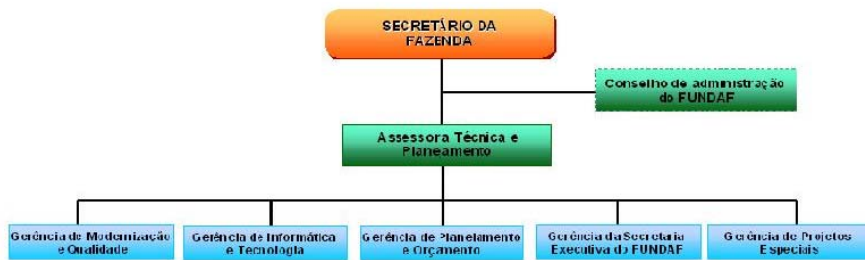 SECRETÁRIO DA
FAZENDA
Conselho de administração
do FUNDAF
Assessora Técnica e
Planeamento
Gerência de Modernização
e Qualidade
Gerência de Informática
e Tecnologia
Gerência de Planejamento
e Orçamento
Gerência da Secretaria
Executiva do FUNDAF
Gerência de Projetos
Especiais